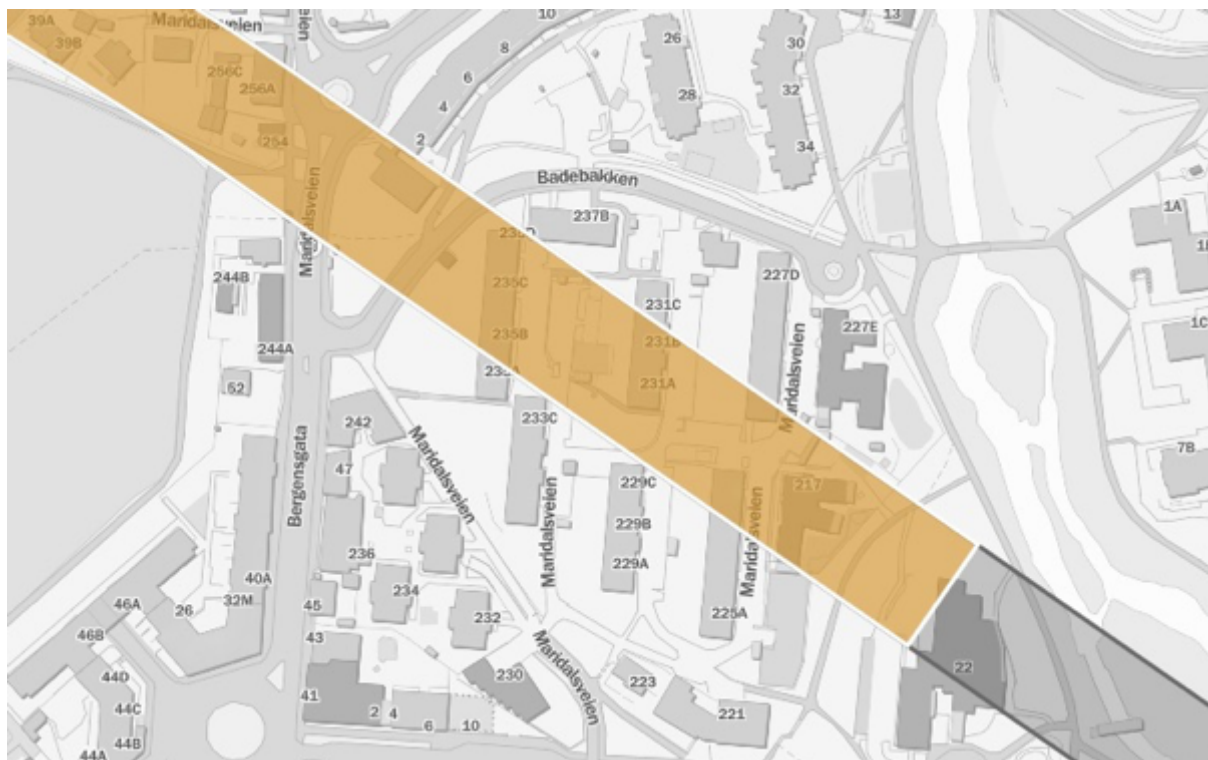 39A
Maridalsveien
10
13
39B
8
26
30
256C
6
256A
28
32
4
254
2
34
Badebakken
Maridalsveien
237B
1A
235C
244B
227D
231C
227E
1C
235B
231B
244A
231A
52
233C
Maridalsveien
242
Maridalsveien
7B
47
229C
217
Bergensgata
229B
Maridalsveien
Maridalsveien
236
229A
40A
234
46A
26
32M
45
232
225A
46B
43
Maridalsveien
44D
230
223
22
41
44C
2
4
6
10
221
44B
44A